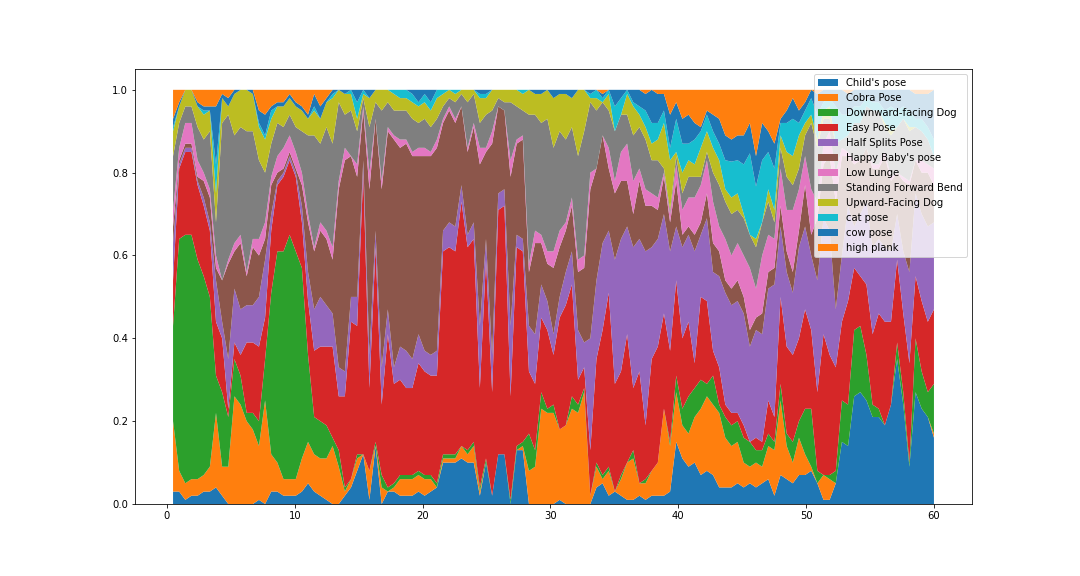 1.0
0.8
0.6
0.4
0.2
0.0
0
10
20
30
40
50
60
Child's pose
Cobra Pose
Downward-facing Dog
Easy Pose
Half Splits Pose
Happy Baby's pose
Low Lunge
Standing Forward Bend
Upward-Facing Dog
cat pose
cow pose
high plank